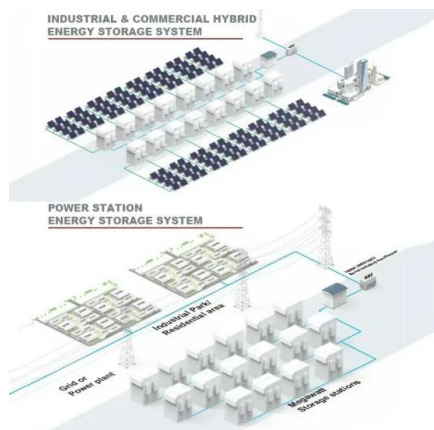 INDUSTRIAL & COMMERCIAL HYBRID
ENERGY STORAGE SYSTEM
POWER STATION
ENERGY STORAGE SYSTEM
Industrial Park/
Residential area
Grid or
Power plant
Megawatt
Storage stations